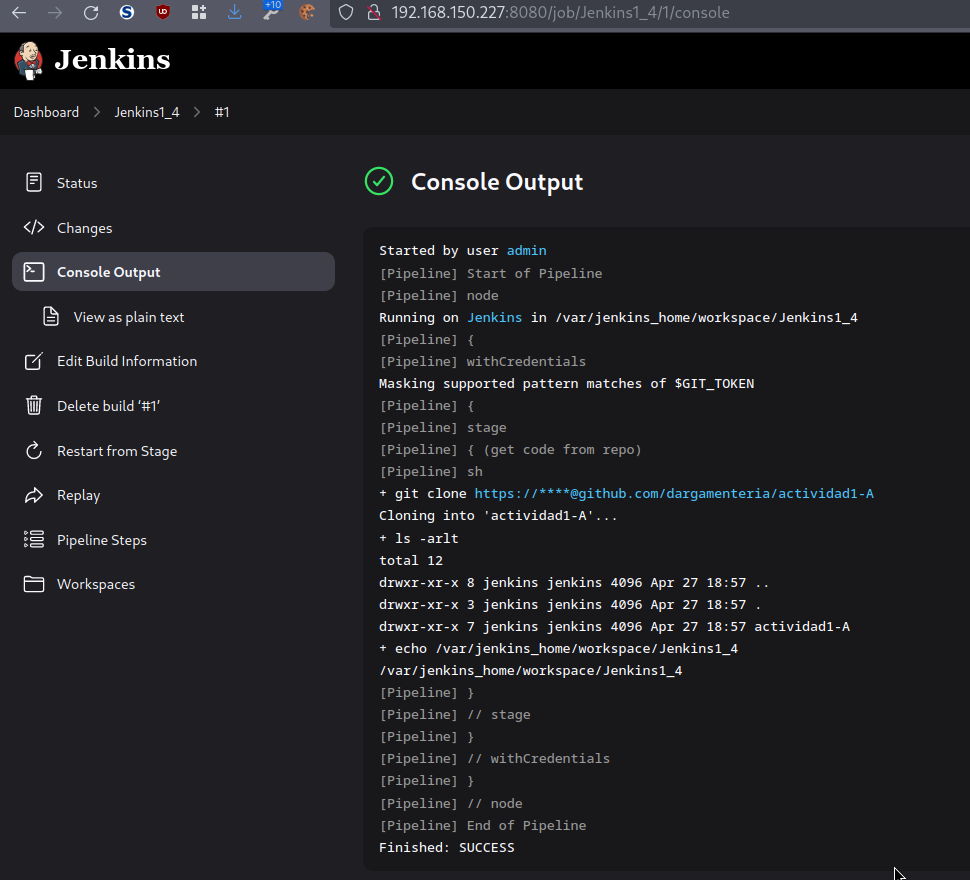 +10
192.168.150.227:8080/job/Jenkins1_4/1/console
Jenkins
Dashboard > Jenkins1_4 > #1
Status
Changes
Console Output
View as plain text
Edit Build Information
Delete build ‘#1’
Restart from Stage
Replay
Pipeline Steps
Workspaces
Console Output
Started by user admin
[Pipeline] Start of Pipeline
[Pipeline] node
Running on Jenkins in /var/jenkins_home/workspace/Jenkins1_4
[Pipeline] {
[Pipeline] withCredentials
Masking supported pattern matches of $GIT_TOKEN
[Pipeline] {
[Pipeline] stage
[Pipeline] { (get code from repo)
[Pipeline] sh
+ git clone https://****@github.com/dargamenteria/actividad1-A
Cloning into 'actividad1-A'...
+ ls -arlt
total 12
drwxr-xr-x 8 jenkins jenkins 4096 Apr 27 18:57 ..
drwxr-xr-x 3 jenkins jenkins 4096 Apr 27 18:57 .
drwxr-xr-x 7 jenkins jenkins 4096 Apr 27 18:57 actividad1-A
+ echo /var/jenkins_home/workspace/Jenkins1_4
/var/jenkins_home/workspace/Jenkins1_4
[Pipeline] }
[Pipeline] // stage
[Pipeline] }
[Pipeline] // withCredentials
[Pipeline] }
[Pipeline] // node
[Pipeline] End of Pipeline
Finished: SUCCESS